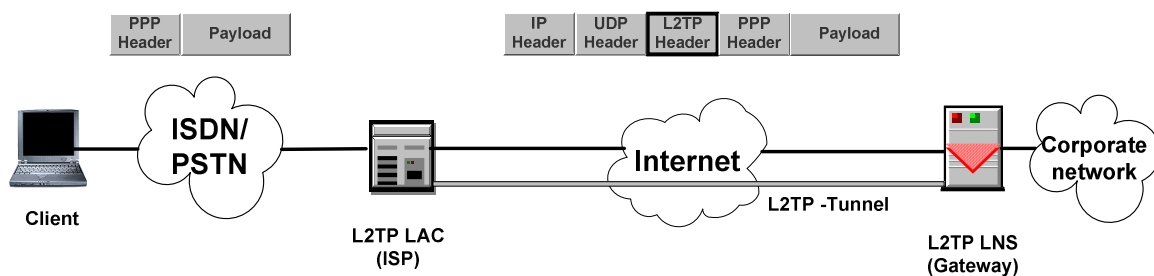 PPP
Header
Payload
IP
Header
UDP
Header
L2TP
Header
PPP
Header
Payload
ISDN/
PSTN
Internet
Corporate
network
L2TP -Tunnel
Client
L2TP LAC
(ISP)
L2TP LNS
(Gateway)